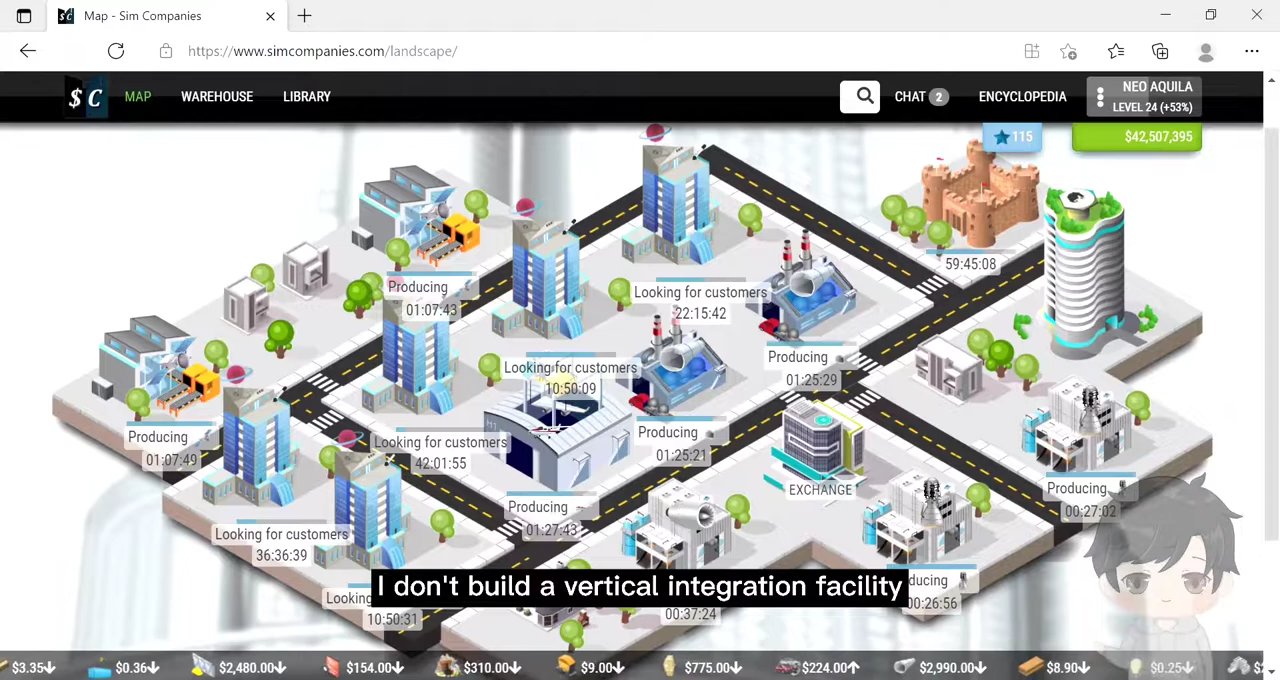 Map - Sim Companies
https://www.simcompanies.com/landscape/
$C MAP WAREHOUSE LIBRARY CHAT 2 ENCYCLOPEDIA NEO AQUILA
LEVEL 24 (+53%)
115 $42,507,395
59:45:08
Producing
01:07:43
Looking for customers
22:15:42
Producing
01:25:29
Looking for customers
10:50:09
Producing
01:07:49
Looking for customers
42:01:55
Producing
01:25:21
EXCHANGE
Producing
00:27:02
Producing
01:27:43
Looking for customers
36:36:39
Looking
10:50:31
00:37:24
oducing
00:26:56
I don't build a vertical integration facility
$3.35 $0.36 $2,480.00 $154.00 $310.00 $9.00 $775.00 $224.00 $2,990.00 $8.90 $0.25